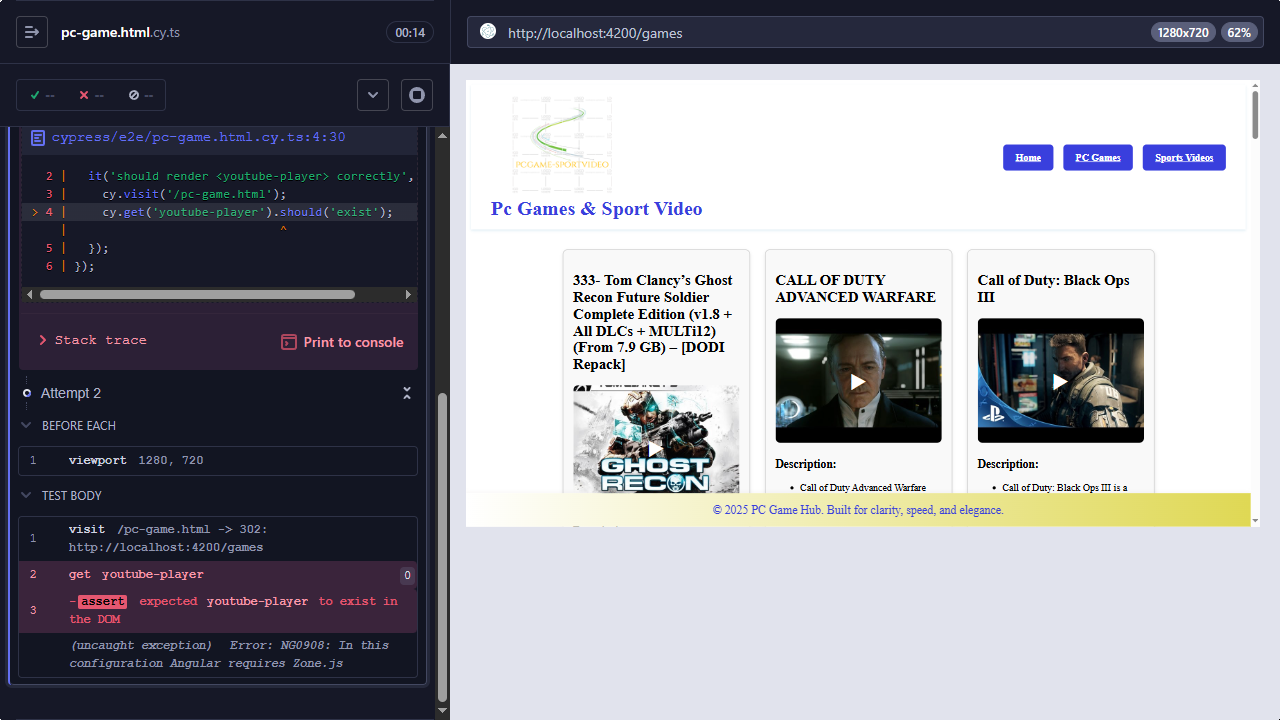 pc-game.html.cy.ts
00:14
-- -- --
cypress/e2e/pc-game.html.cy.ts:4:30
2 | it('should render <youtube-player> correctly',
3 | cy.visit('/pc-game.html');
> 4 | cy.get('youtube-player').should('exist');
| ^
5 | });
6 | });
Stack trace
Print to console
Attempt 2
BEFORE EACH
1 viewport 1280, 720
TEST BODY
1 visit /pc-game.html -> 302:
http://localhost:4200/games
2 get youtube-player 0
3 -assert expected youtube-player to exist in
the DOM
(uncaught exception) Error: NG0908: In this
configuration Angular requires Zone.js
http://localhost:4200/games
1280x720 62%
PCGAME-SPORTVIDEO
Home PC Games Sports Videos
Pc Games & Sport Video
333- Tom Clancy’s Ghost
Recon Future Soldier
Complete Edition (v1.8 +
All DLCs + MULTi12)
(From 7.9 GB) – [DODI
Repack]
GHOST
RECON
CALL OF DUTY
ADVANCED WARFARE
Description:
• Call of Duty Advanced Warfare
Call of Duty: Black Ops
III
Description:
• Call of Duty: Black Ops III is a
© 2025 PC Game Hub. Built for clarity, speed, and elegance.